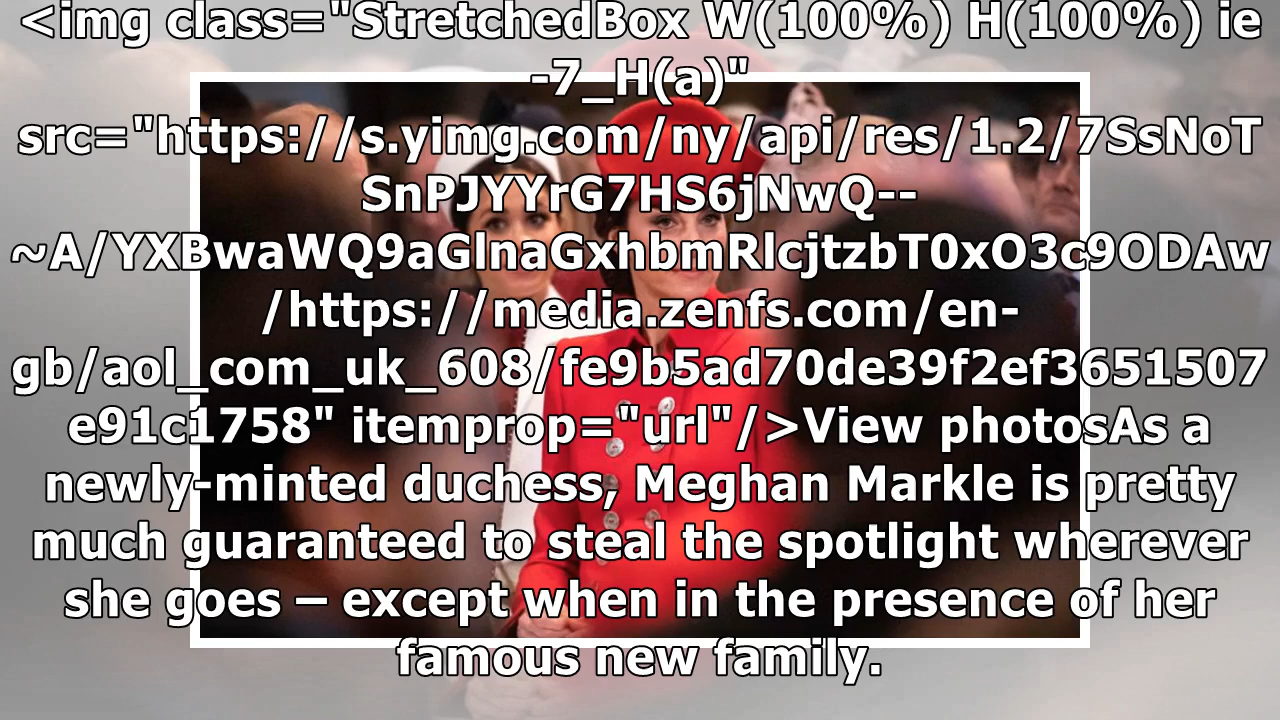 <img class="StretchedBox W(100%) H(100%) ie
-7_H(a)"
src="https://s.yimg.com/ny/api/res/1.2/7SsNoT
SnPJYYrG7HS6jNwQ--
~A/YXBwaWQ9aGlnaGxhbmRlcjtzbT0xO3c9ODAw
/https://media.zenfs.com/en-
gb/aol_com_uk_608/fe9b5ad70de39f2ef3651507
e91c1758" itemprop="url"/>View photosAs a
newly-minted duchess, Meghan Markle is pretty
much guaranteed to steal the spotlight wherever
she goes – except when in the presence of her
famous new family.